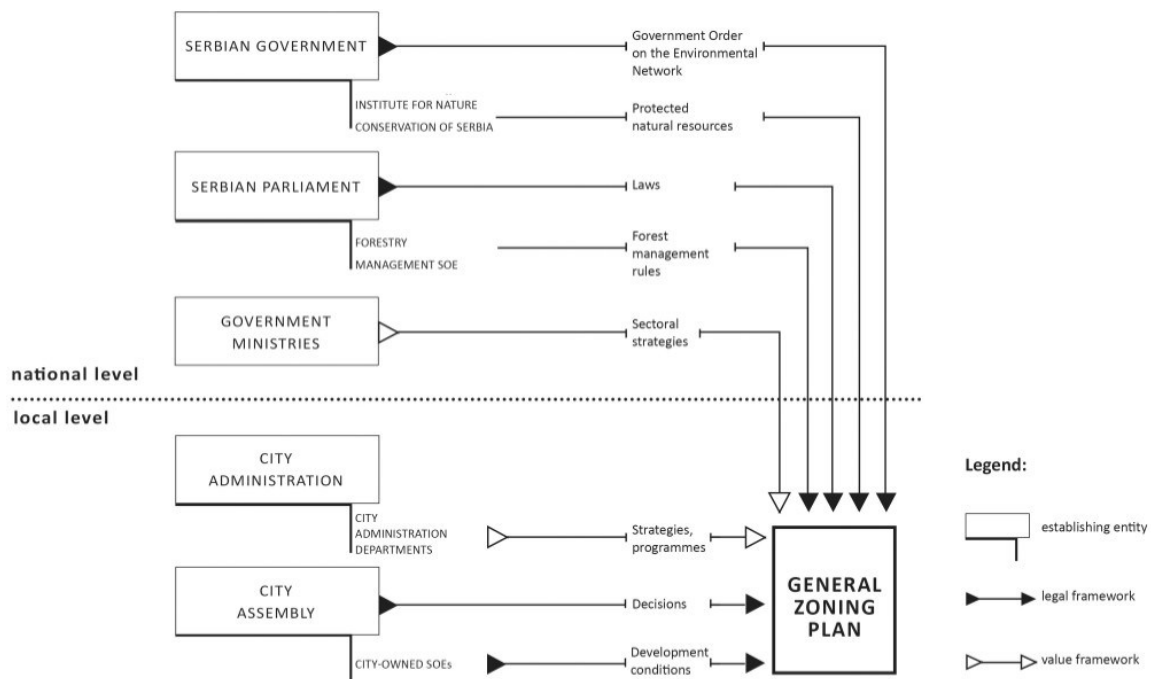 SERBIAN GOVERNMENT
Government Order
on the Environmental
Network
INSTITUTE FOR NATURE
CONSERVATION OF SERBIA
Protected
natural resources
SERBIAN PARLIAMENT
Laws
FORESTRY
MANAGEMENT SOE
Forest
management
rules
GOVERNMENT
MINISTRIES
Sectoral
strategies
national level
local level
CITY
ADMINISTRATION
CITY
ADMINISTRATION
DEPARTMENTS
Strategies,
programmes
CITY
ASSEMBLY
Decisions
CITY-OWNED SOEs
Development
conditions
GENERAL
ZONING
PLAN
Legend:
establishing entity
legal framework
value framework